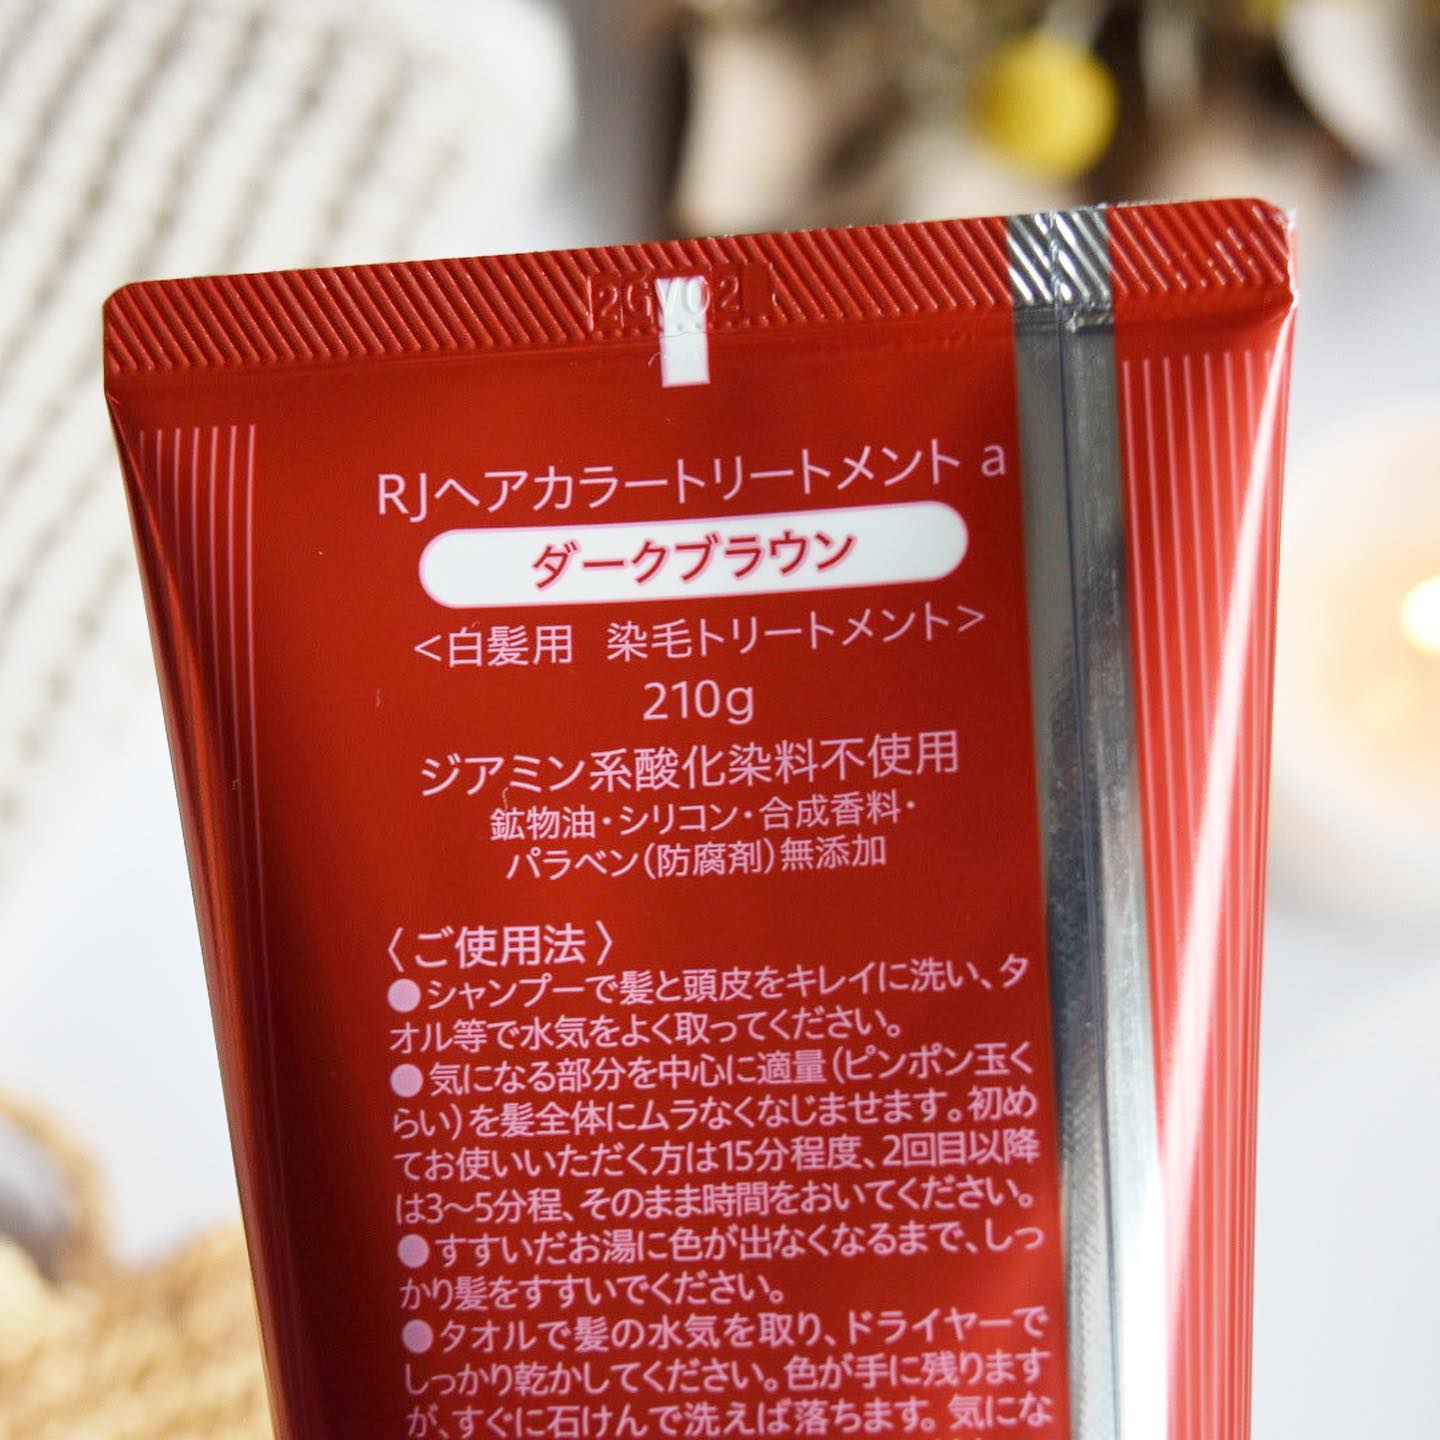 2GV02
RJヘアカラートリートメント a
ダークブラウン
<白髪用 染毛トリートメント>
210g
ジアミン系酸化染料不使用
鉱物油・シリコン・合成香料・
パラベン(防腐剤)無添加
〈ご使用法〉
●シャンプーで髪と頭皮をキレイに洗い、タ
オル等で水気をよく取ってください。
●気になる部分を中心に適量(ピンポン玉く
らい)を髪全体にムラなくなじませます。初め
てお使いいただく方は15分程度、2回目以降
は3〜5分程、そのまま時間をおいてください。
●すすいだお湯に色が出なくなるまで、しっ
かり髪をすすいでください。
●タオルで髪の水気を取り、ドライヤーで
しっかり乾かしてください。色が手に残ります
が、すぐに石けんで洗えば落ちます。気にな